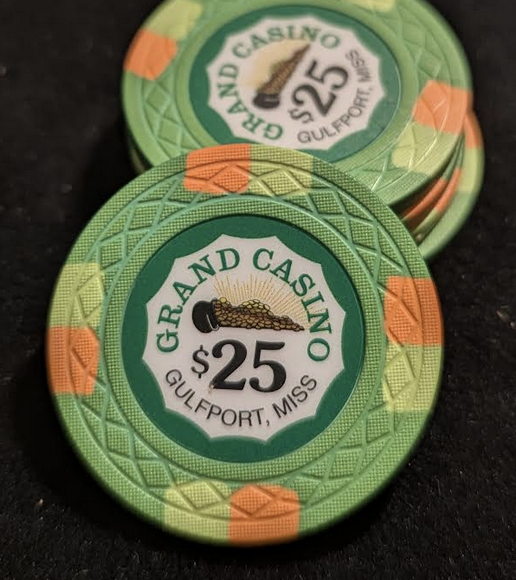 GRAND CASINO
$25
GULFPORT, MISS
GRAND CASINO
$25
GULFPORT, MISS